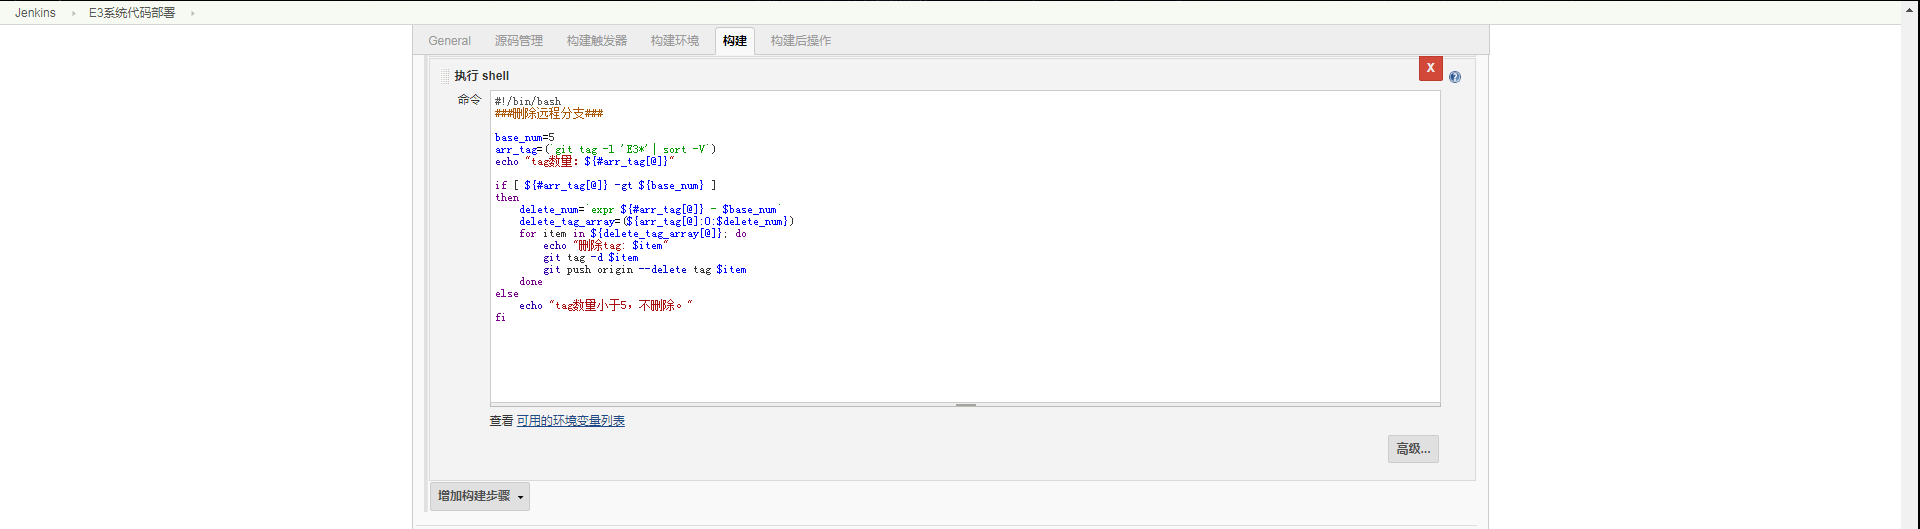 Jenkins ▸ E3系统代码部署 ▸
General 源码管理 构建触发器 构建环境 构建 构建后操作
执行 shell
X
?
命令
#!/bin/bash
###删除远程分支###
base_num=5
arr_tag=(`git tag -l 'E3*'| sort -V`)
echo "tag数量: ${#arr_tag[@]}"
if [ ${#arr_tag[@]} -gt ${base_num} ]
then
    delete_num=`expr ${#arr_tag[@]} - $base_num`
    delete_tag_array=(${arr_tag[@]:0:$delete_num})
    for item in ${delete_tag_array[@]}; do
        echo "删除tag: $item"
        git tag -d $item
        git push origin --delete tag $item
    done
else
    echo "tag数量小于5，不删除。"
fi
查看 可用的环境变量列表
高级...
增加构建步骤